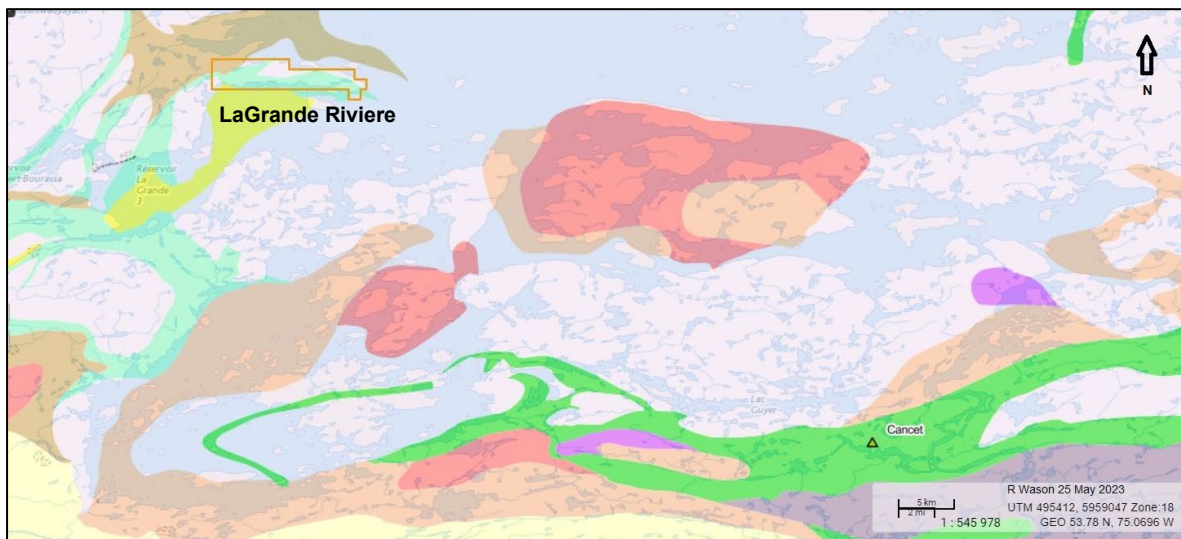 N
LaGrande Riviere
Reservoir
La
Grande
3
Lac
Guyer
Cancet
5 km
2 mi
1 : 545 978
R Wason 25 May 2023
UTM 495412, 5959047 Zone:18
GEO 53.78 N, 75.0696 W